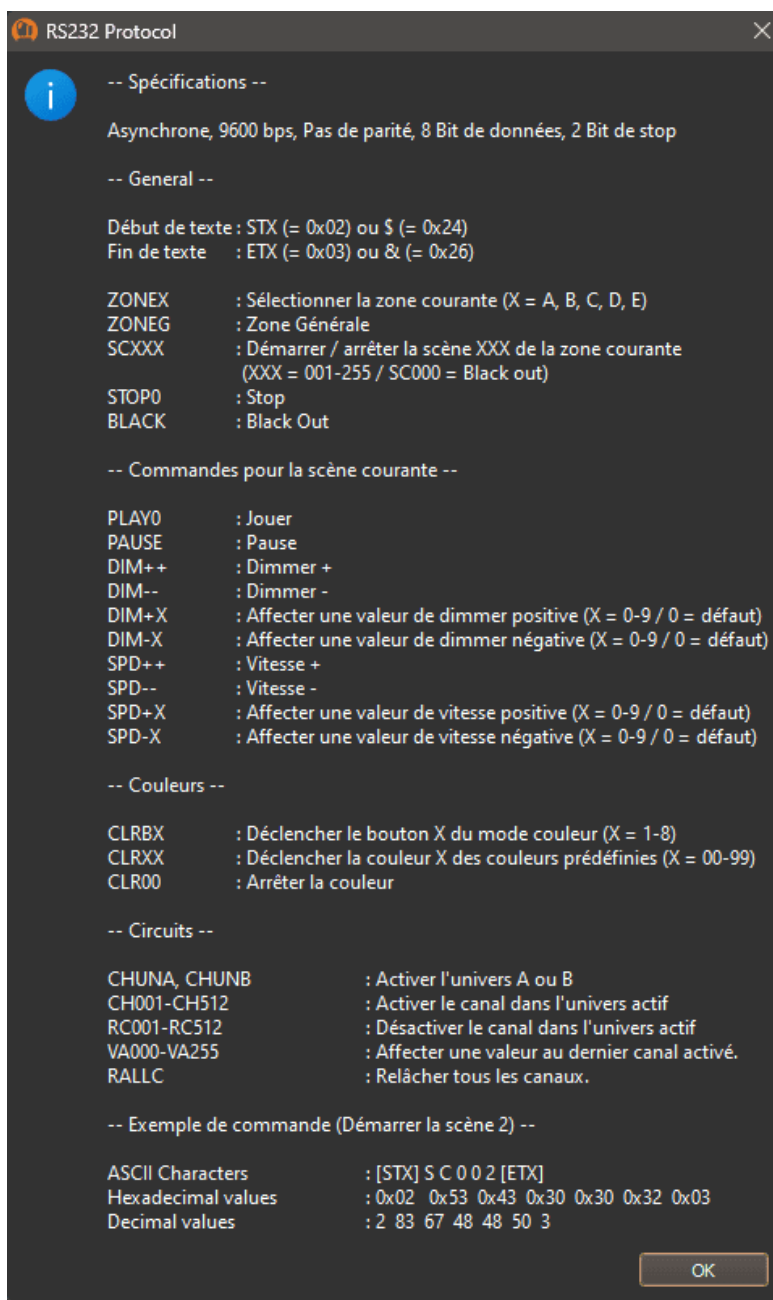 RS232 Protocol
-- Spécifications --
Asynchrone, 9600 bps, Pas de parité, 8 Bit de données, 2 Bit de stop
-- General --
Début de texte : STX (= 0x02) ou $ (= 0x24)
Fin de texte : ETX (= 0x03) ou & (= 0x26)
ZONEX : Sélectionner la zone courante (X = A, B, C, D, E)
ZONEG : Zone Générale
SCXXX : Démarrer / arrêter la scène XXX de la zone courante
(XXX = 001-255 / SC000 = Black out)
STOP0 : Stop
BLACK : Black Out
-- Commandes pour la scène courante --
PLAY0 : Jouer
PAUSE : Pause
DIM++ : Dimmer +
DIM-- : Dimmer -
DIM+X : Affecter une valeur de dimmer positive (X = 0-9 / 0 = défaut)
DIM-X : Affecter une valeur de dimmer négative (X = 0-9 / 0 = défaut)
SPD++ : Vitesse +
SPD-- : Vitesse -
SPD+X : Affecter une valeur de vitesse positive (X = 0-9 / 0 = défaut)
SPD-X : Affecter une valeur de vitesse négative (X = 0-9 / 0 = défaut)
-- Couleurs --
CLRBX : Déclencher le bouton X du mode couleur (X = 1-8)
CLRXX : Déclencher la couleur X des couleurs prédéfinies (X = 00-99)
CLR00 : Arrêter la couleur
-- Circuits --
CHUNA, CHUNB : Activer l'univers A ou B
CH001-CH512 : Activer le canal dans l'univers actif
RC001-RC512 : Désactiver le canal dans l'univers actif
VA000-VA255 : Affecter une valeur au dernier canal activé.
RALLC : Relâcher tous les canaux.
-- Exemple de commande (Démarrer la scène 2) --
ASCII Characters : [STX] S C 0 0 2 [ETX]
Hexadecimal values : 0x02 0x53 0x43 0x30 0x30 0x32 0x03
Decimal values : 2 83 67 48 48 50 3
OK